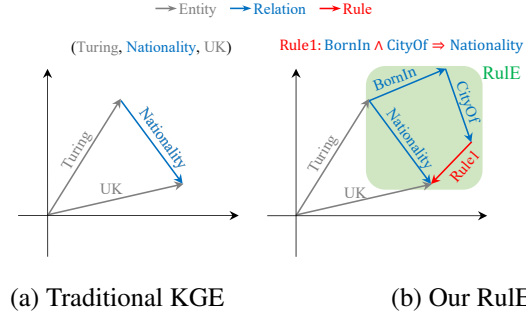 Entity Relation Rule
(Turing, Nationality, UK)
Turing
Nationality
UK
(a) Traditional KGE
Rule1: BornIn ∧ CityOf ⇒ Nationality
RulE
BornIn
CityOf
Turing
Nationality
Rule1
UK
(b) Our RulE